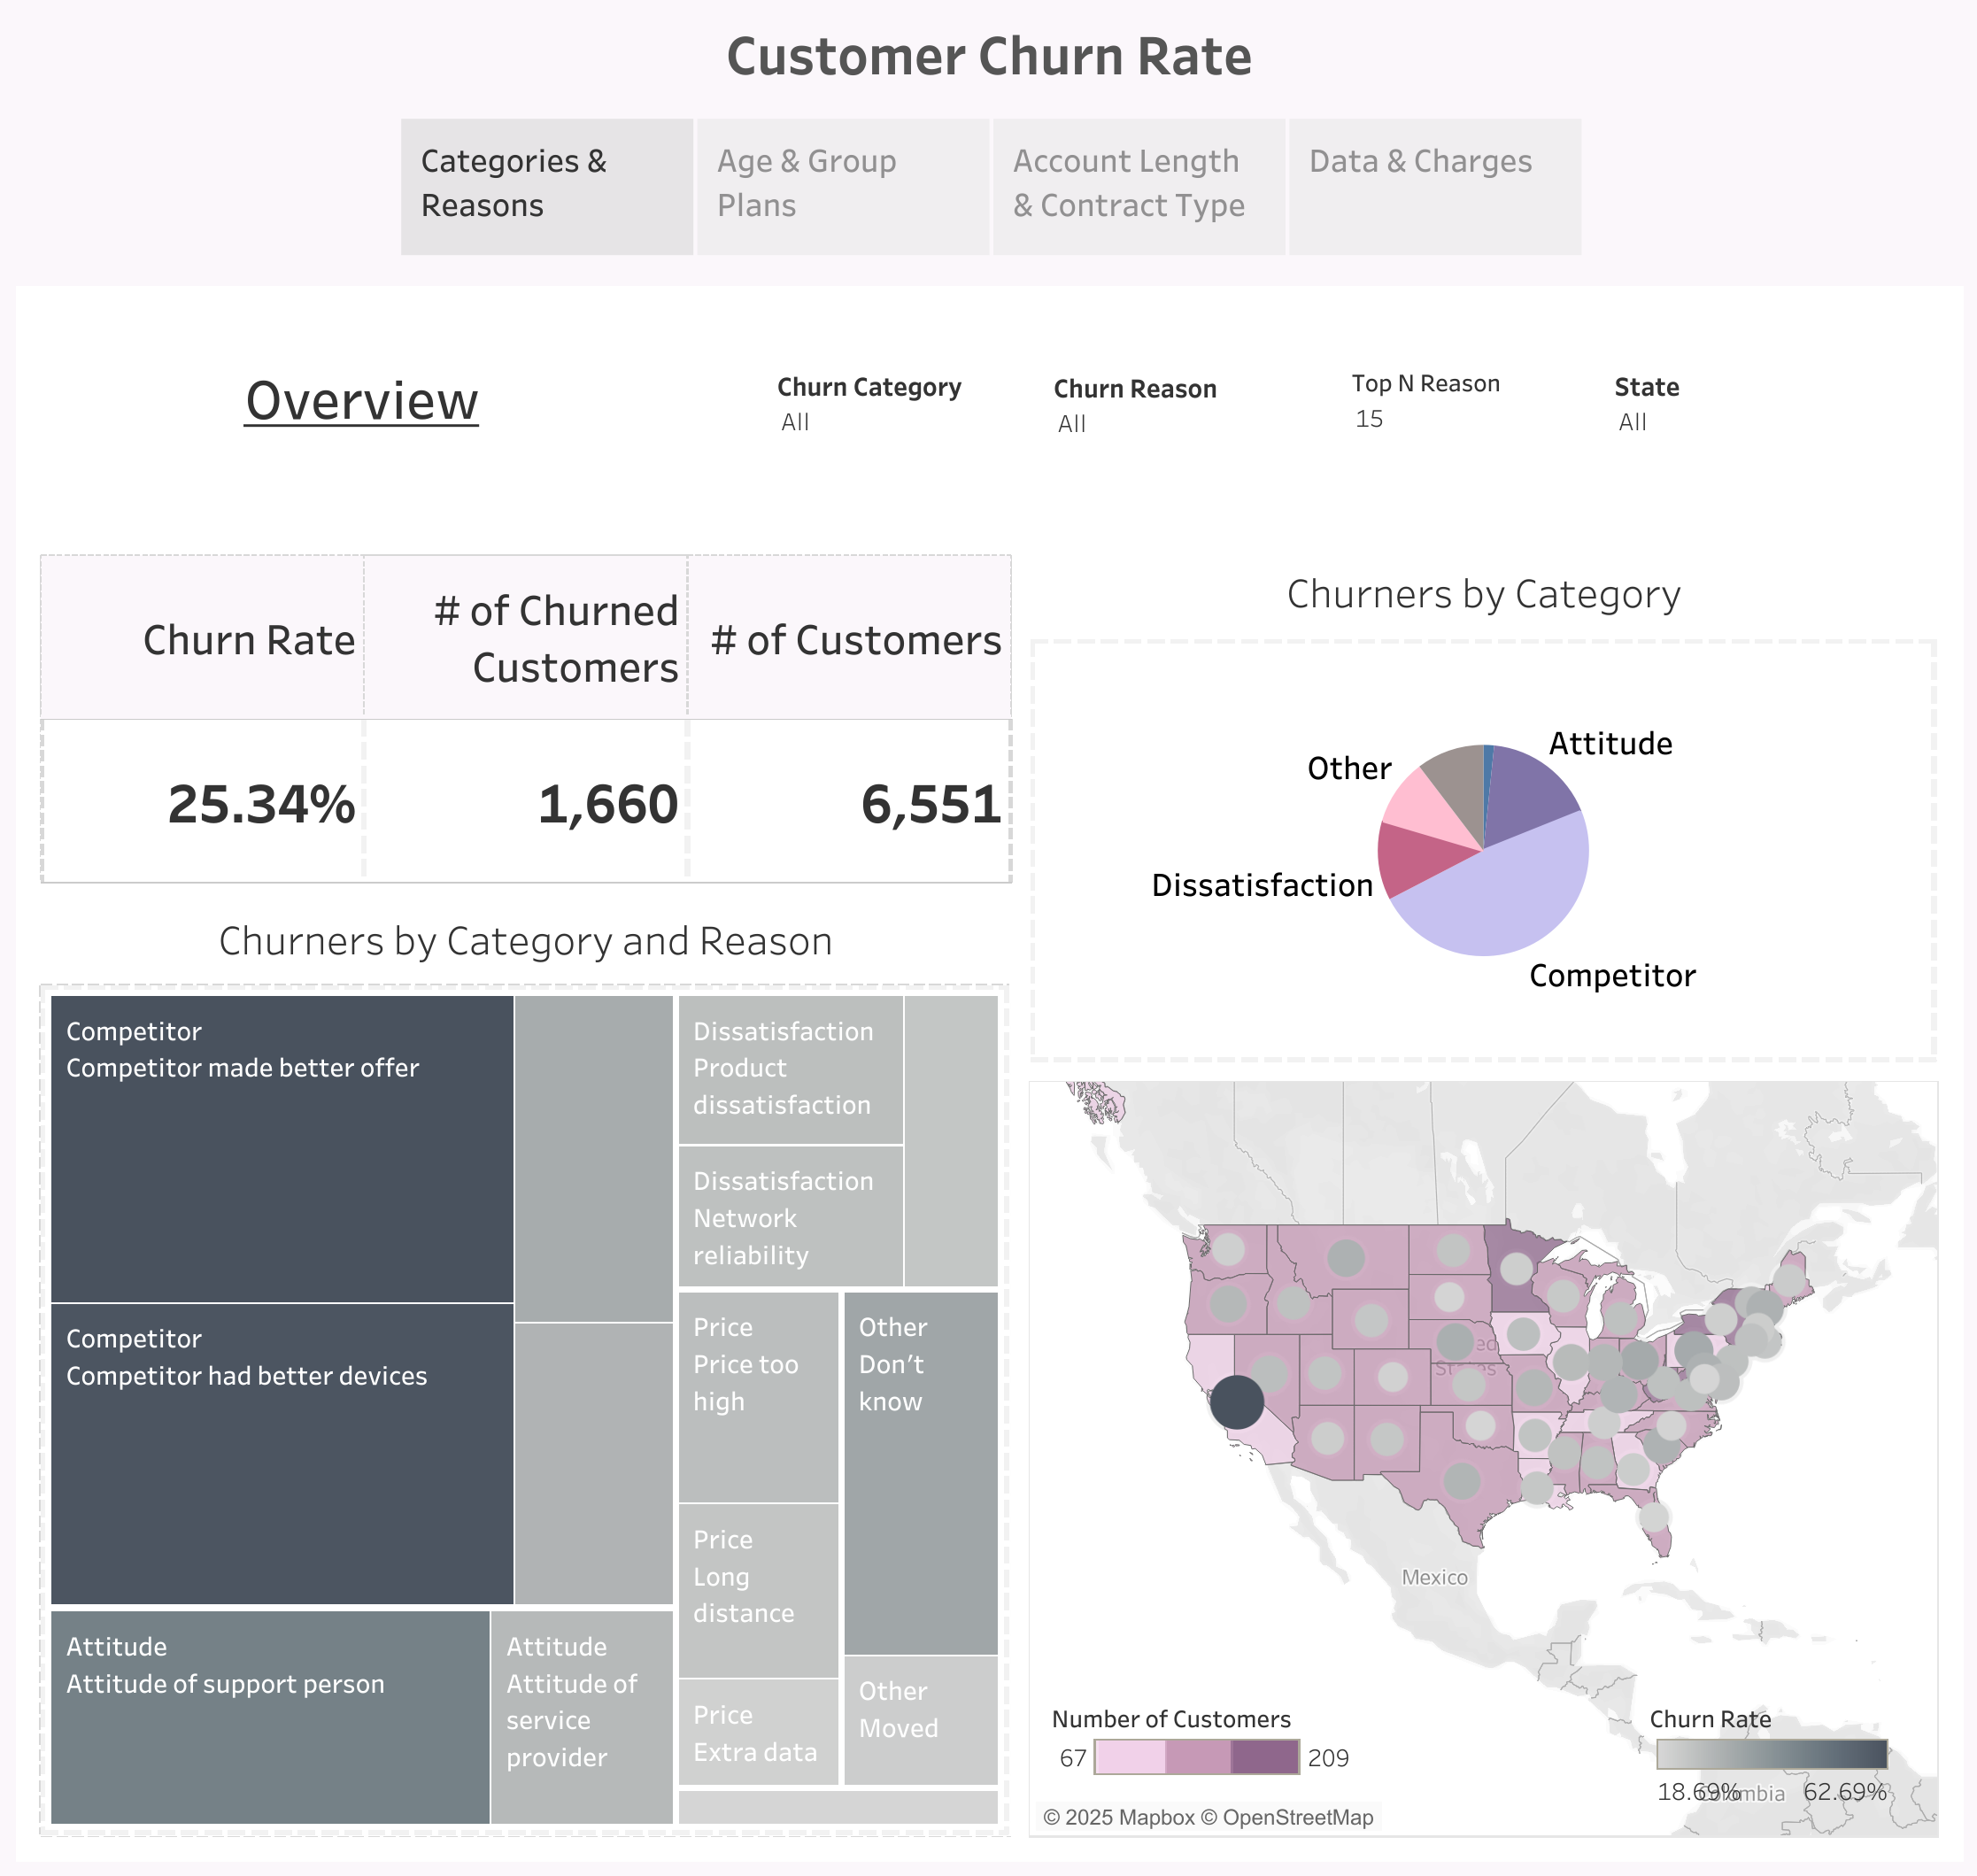 Customer Churn Rate
Categories &
Reasons
Age & Group
Plans
Account Length
& Contract Type
Data & Charges
Overview
Churn Category
All
Churn Reason
All
Top N Reason
15
State
All
Churn Rate
# of Churned
Customers
# of Customers
25.34%
1,660
6,551
Churners by Category
Attitude
Other
Dissatisfaction
Competitor
Churners by Category and Reason
Competitor
Competitor made better offer
Competitor
Competitor had better devices
Attitude
Attitude of support person
Attitude
Attitude of
service
provider
Dissatisfaction
Product
dissatisfaction
Dissatisfaction
Network
reliability
Price
Price too
high
Price
Long
distance
Price
Extra data
Other
Don’t
know
Other
Moved
Mexico
Number of Customers
67
209
Churn Rate
18.69%
62.69%
© 2025 Mapbox © OpenStreetMap